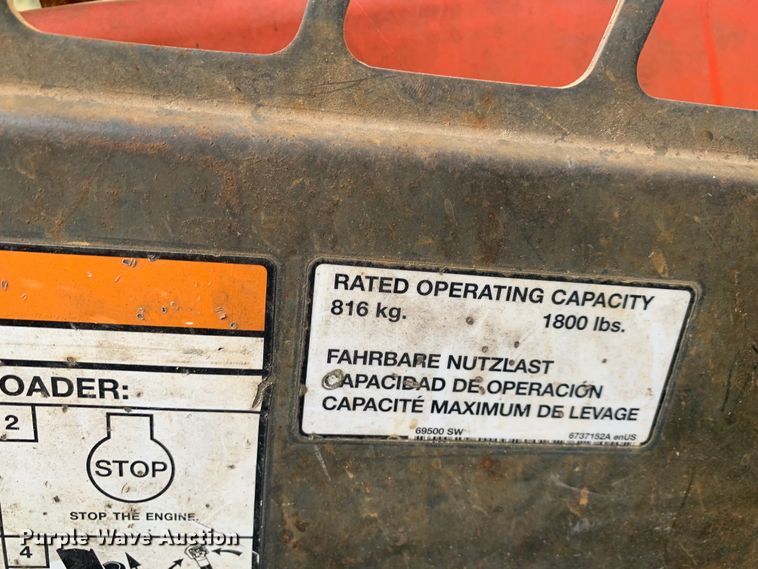 RATED OPERATING CAPACITY
816 kg. 1800 lbs.
FAHRBARE NUTZLAST
CAPACIDAD DE OPERACIÓN
CAPACITÉ MAXIMUM DE LEVAGE
69500 SW 6737152A enUS
OADER:
2
STOP
STOP THE ENGINE.
4
Purple Wave Auction